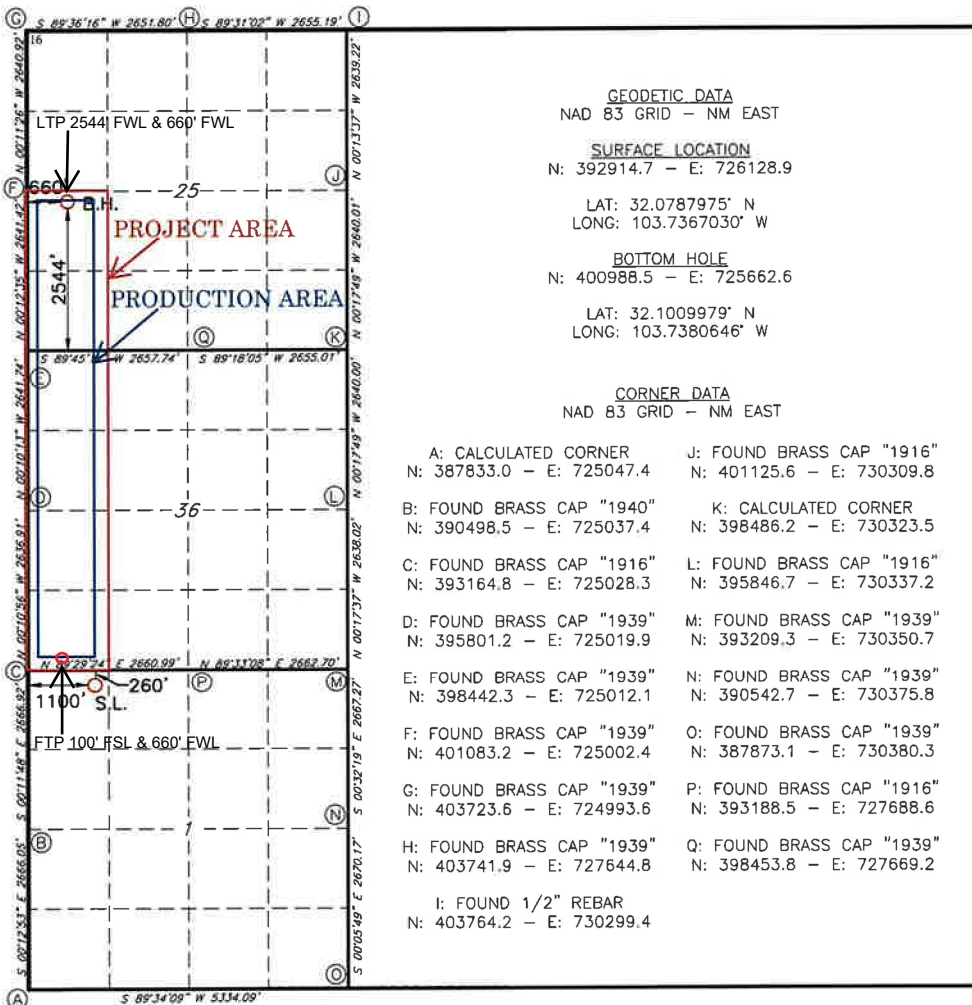 G S 89°36'16" W 2651.80' H S 89°31'02" W 2655.19' I
16
N 00°11'26" W 2640.92'
N 00°13'37" W 2639.22'
LTP 2544' FWL & 660' FWL
F
660'
B.H.
25
J
PROJECT AREA
2544'
PRODUCTION AREA
N 00°12'35" W 2641.42'
N 00°17'49" W 2640.01'
Q
K
S 89°45' W 2657.74' S 89°18'05" W 2655.01'
E
N 00°10'13" W 2641.74'
N 00°17'49" W 2640.00'
D
36
L
N 00°10'56" W 2636.91'
N 00°17'37" W 2638.02'
C
N 29'24" E 2660.99' N 89°33'08" E 2662.70'
P
M
1100'
260'
S.L.
FTP 100' FSL & 660' FWL
S 00°11'48" E 2666.92'
S 00°32'19" E 2667.27'
N
1
B
S 00°12'53" E 2666.05'
S 00°05'49" E 2670.17'
O
A
S 89°34'09" W 5334.09'
GEODETIC DATA
NAD 83 GRID - NM EAST
SURFACE LOCATION
N: 392914.7 - E: 726128.9
LAT: 32.0787975° N
LONG: 103.7367030° W
BOTTOM HOLE
N: 400988.5 - E: 725662.6
LAT: 32.1009979° N
LONG: 103.7380646° W
CORNER DATA
NAD 83 GRID - NM EAST
A: CALCULATED CORNER
N: 387833.0 - E: 725047.4
B: FOUND BRASS CAP "1940"
N: 390498.5 - E: 725037.4
C: FOUND BRASS CAP "1916"
N: 393164.8 - E: 725028.3
D: FOUND BRASS CAP "1939"
N: 395801.2 - E: 725019.9
E: FOUND BRASS CAP "1939"
N: 398442.3 - E: 725012.1
F: FOUND BRASS CAP "1939"
N: 401083.2 - E: 725002.4
G: FOUND BRASS CAP "1939"
N: 403723.6 - E: 724993.6
H: FOUND BRASS CAP "1939"
N: 403741.9 - E: 727644.8
I: FOUND 1/2" REBAR
N: 403764.2 - E: 730299.4
J: FOUND BRASS CAP "1916"
N: 401125.6 - E: 730309.8
K: CALCULATED CORNER
N: 398486.2 - E: 730323.5
L: FOUND BRASS CAP "1916"
N: 395846.7 - E: 730337.2
M: FOUND BRASS CAP "1939"
N: 393209.3 - E: 730350.7
N: FOUND BRASS CAP "1939"
N: 390542.7 - E: 730375.8
O: FOUND BRASS CAP "1939"
N: 387873.1 - E: 730380.3
P: FOUND BRASS CAP "1916"
N: 393188.5 - E: 727688.6
Q: FOUND BRASS CAP "1939"
N: 398453.8 - E: 727669.2